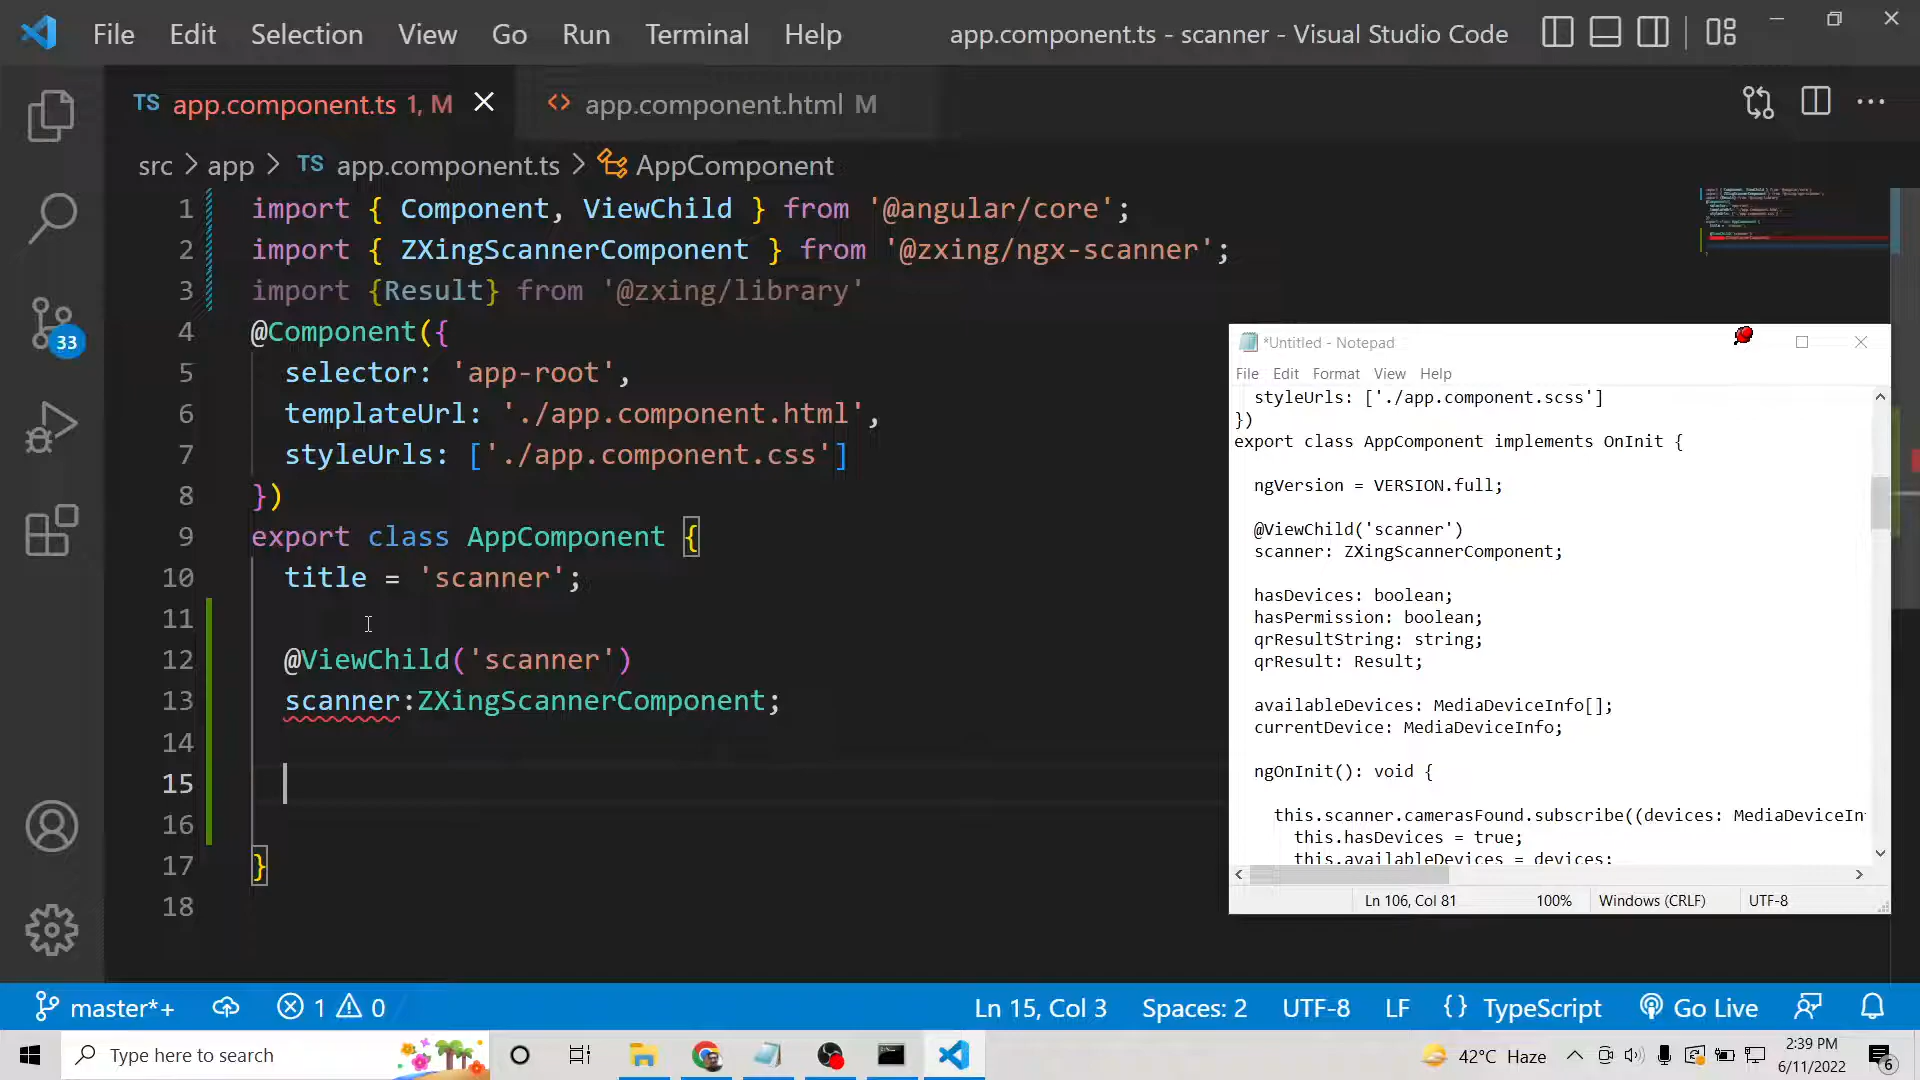 File Edit Selection View Go Run Terminal Help app.component.ts - scanner - Visual Studio Code
TS app.component.ts 1, M <> app.component.html M
src > app > TS app.component.ts > AppComponent
1 import { Component, ViewChild } from '@angular/core';
2 import { ZXingScannerComponent } from '@zxing/ngx-scanner';
3 import {Result} from '@zxing/library'
4 @Component({
5 selector: 'app-root',
6 templateUrl: './app.component.html',
7 styleUrls: ['./app.component.css']
8 })
9 export class AppComponent {
10 title = 'scanner';
11
12 @ViewChild('scanner')
13 scanner:ZXingScannerComponent;
14
15
16
17 }
18
33
*Untitled - Notepad
File Edit Format View Help
styleUrls: ['./app.component.scss']
})
export class AppComponent implements OnInit {
ngVersion = VERSION.full;
@ViewChild('scanner')
scanner: ZXingScannerComponent;
hasDevices: boolean;
hasPermission: boolean;
qrResultString: string;
qrResult: Result;
availableDevices: MediaDeviceInfo[];
currentDevice: MediaDeviceInfo;
ngOnInit(): void {
this.scanner.camerasFound.subscribe((devices: MediaDeviceIn
this.hasDevices = true;
this.availableDevices = devices;
Ln 106, Col 81 100% Windows (CRLF) UTF-8
master*+ 1 0 Ln 15, Col 3 Spaces: 2 UTF-8 LF {} TypeScript Go Live
Type here to search 42°C Haze 2:39 PM
6/11/2022 6